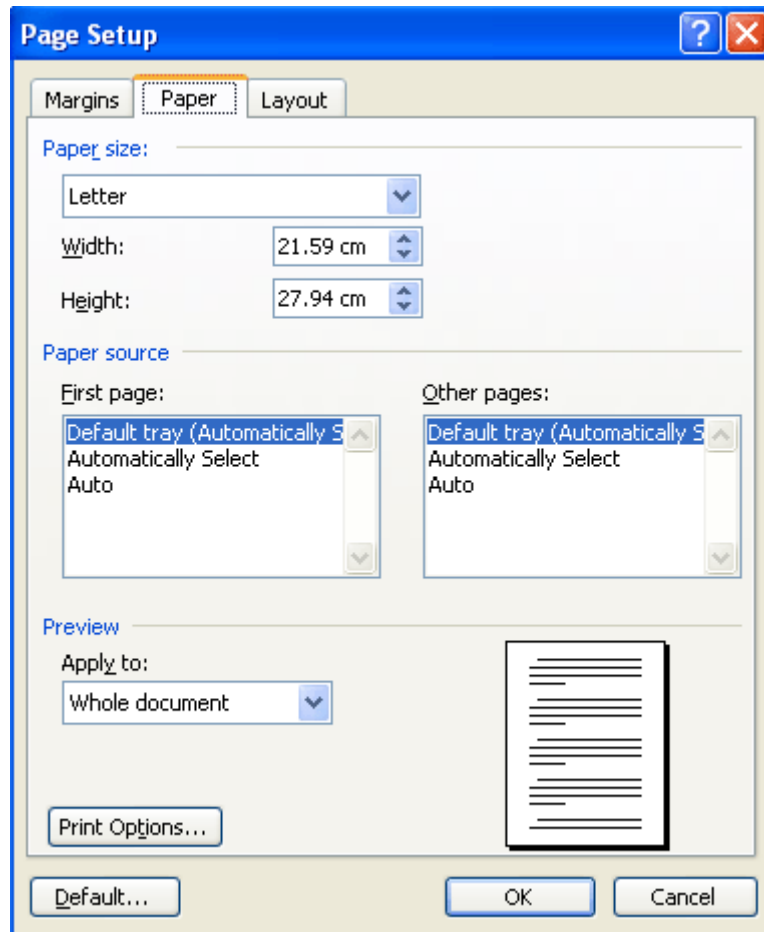 Page Setup
Margins Paper Layout
Paper size:
Letter
Width: 21.59 cm
Height: 27.94 cm
Paper source
First page: Other pages:
Default tray (Automatically S Default tray (Automatically S
Automatically Select Automatically Select
Auto Auto
Preview
Apply to:
Whole document
Print Options...
Default... OK Cancel